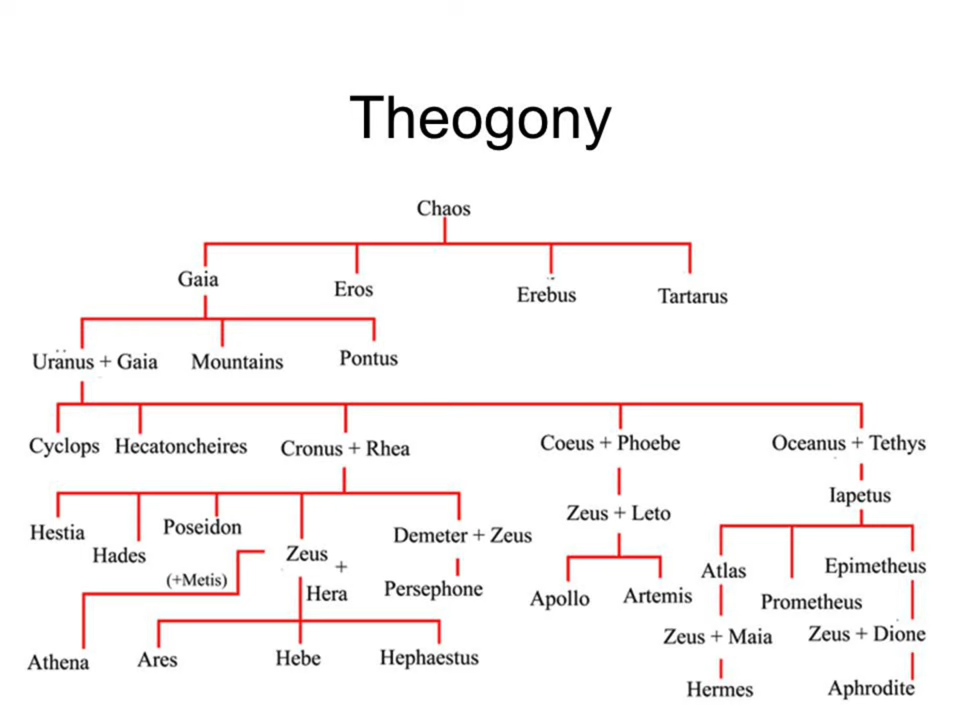 Theogony
Chaos
Gaia
Eros
Erebus
Tartarus
Uranus + Gaia
Mountains
Pontus
Cyclops
Hecatoncheires
Cronus + Rhea
Coeus + Phoebe
Oceanus + Tethys
Iapetus
Hestia
Hades
Poseidon
Zeus
+
Hera
Demeter + Zeus
Zeus + Leto
(+Metis)
Persephone
Apollo
Artemis
Atlas
Prometheus
Epimetheus
Zeus + Maia
Zeus + Dione
Athena
Ares
Hebe
Hephaestus
Hermes
Aphrodite